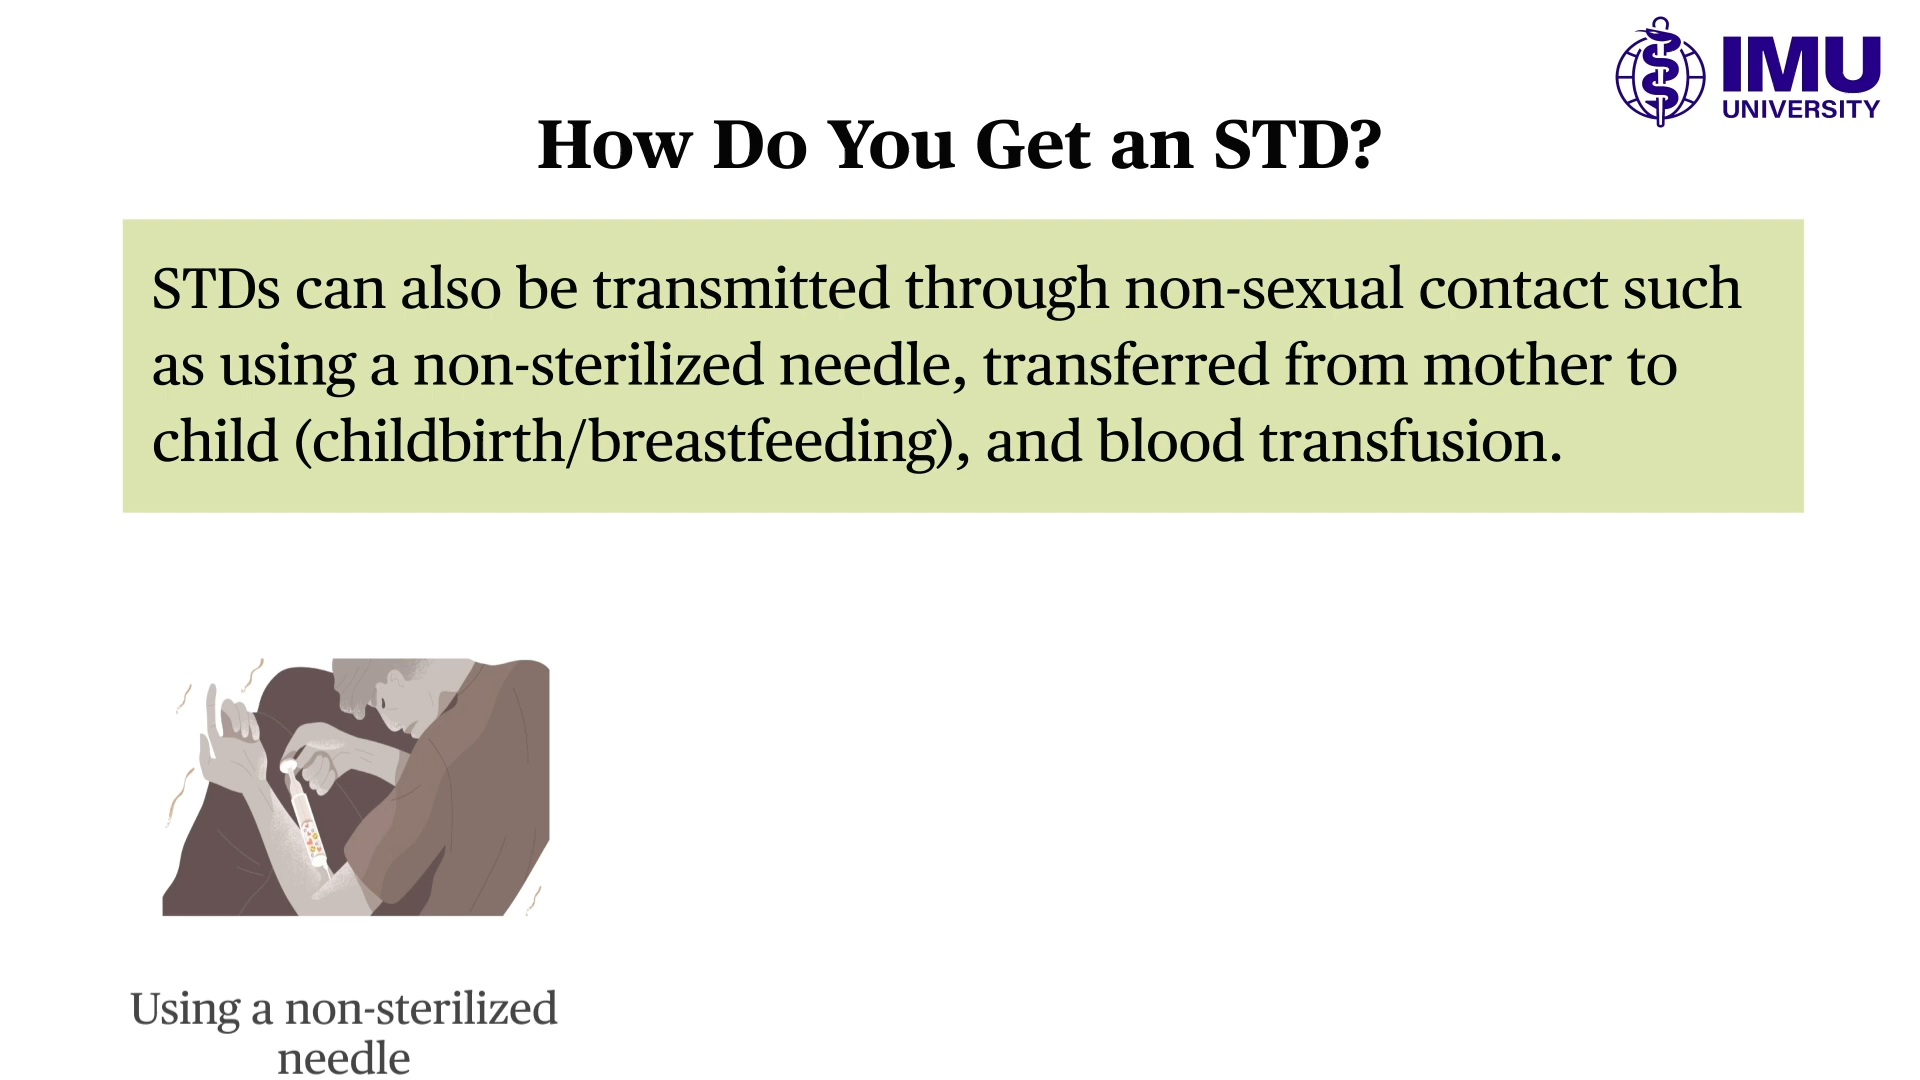 IMU
UNIVERSITY
How Do You Get an STD?
STDs can also be transmitted through non-sexual contact such
as using a non-sterilized needle, transferred from mother to
child (childbirth/breastfeeding), and blood transfusion.
Using a non-sterilized
needle